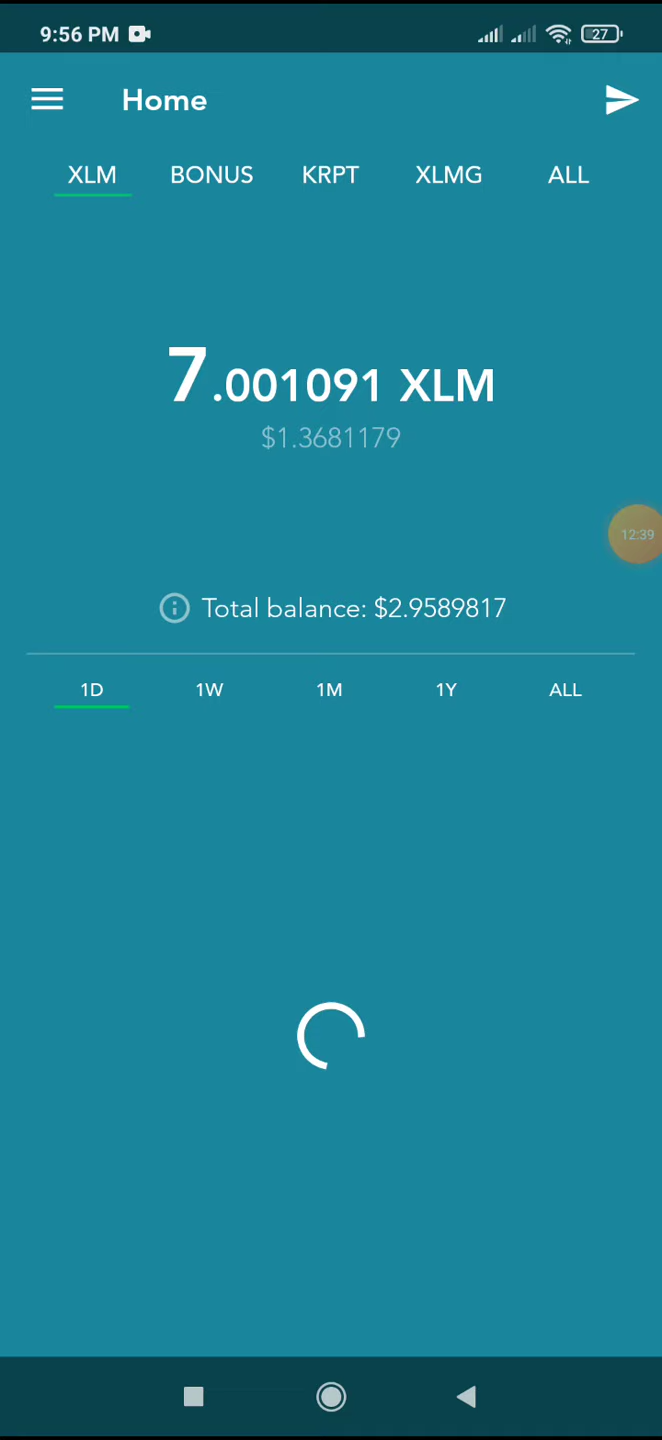 9:56 PM 27
Home
XLM BONUS KRPT XLMG ALL
7.001091 XLM
$1.3681179
12:39
Total balance: $2.9589817
1D 1W 1M 1Y ALL